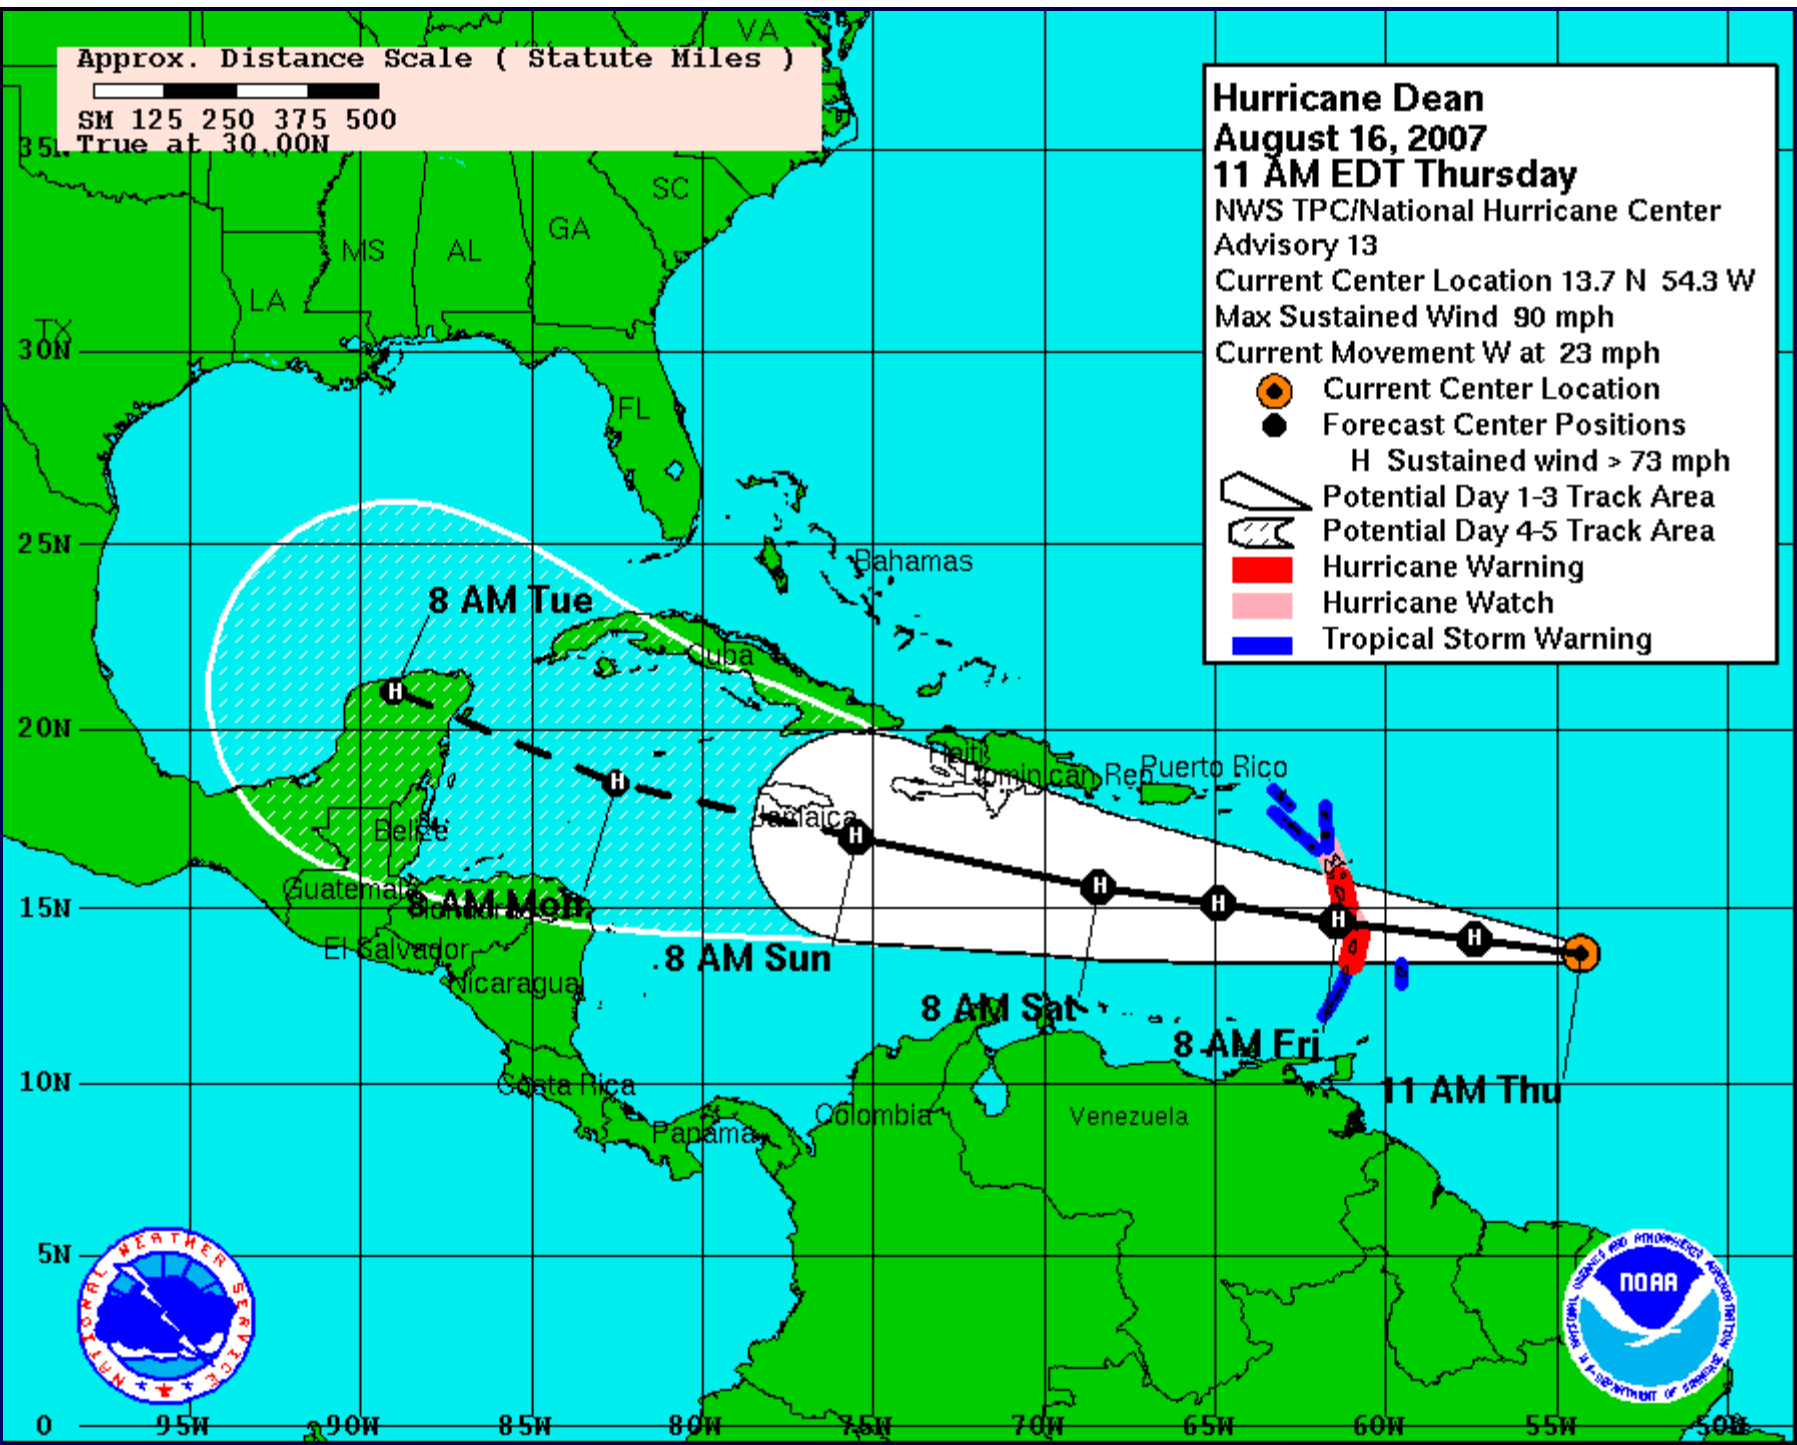 VA
Approx. Distance Scale ( Statute Miles )
SM 125 250 375 500
True at 30.00N
Hurricane Dean
August 16, 2007
11 AM EDT Thursday
NWS TPC/National Hurricane Center
Advisory 13
Current Center Location 13.7 N 54.3 W
Max Sustained Wind 90 mph
Current Movement W at 23 mph
Current Center Location
Forecast Center Positions
H Sustained wind > 73 mph
Potential Day 1-3 Track Area
Potential Day 4-5 Track Area
Hurricane Warning
Hurricane Watch
Tropical Storm Warning
35N
SC
GA
MS
AL
LA
TX
30N
FL
25N
Bahamas
8 AM Tue
Cuba
H
20N
Haiti
Dominican Rep
Puerto Rico
H
Jamaica
H
Belize
Guatemala
H
H
H
H
8 AM Mon
Honduras
15N
El Salvador
8 AM Sun
Nicaragua
8 AM Sat
8 AM Fri
10N
Costa Rica
11 AM Thu
Colombia
Venezuela
Panama
5N
NATIONAL WEATHER SERVICE
NOAA
0
95W 90W 85W 80W 75W 70W 65W 60W 55W 50W